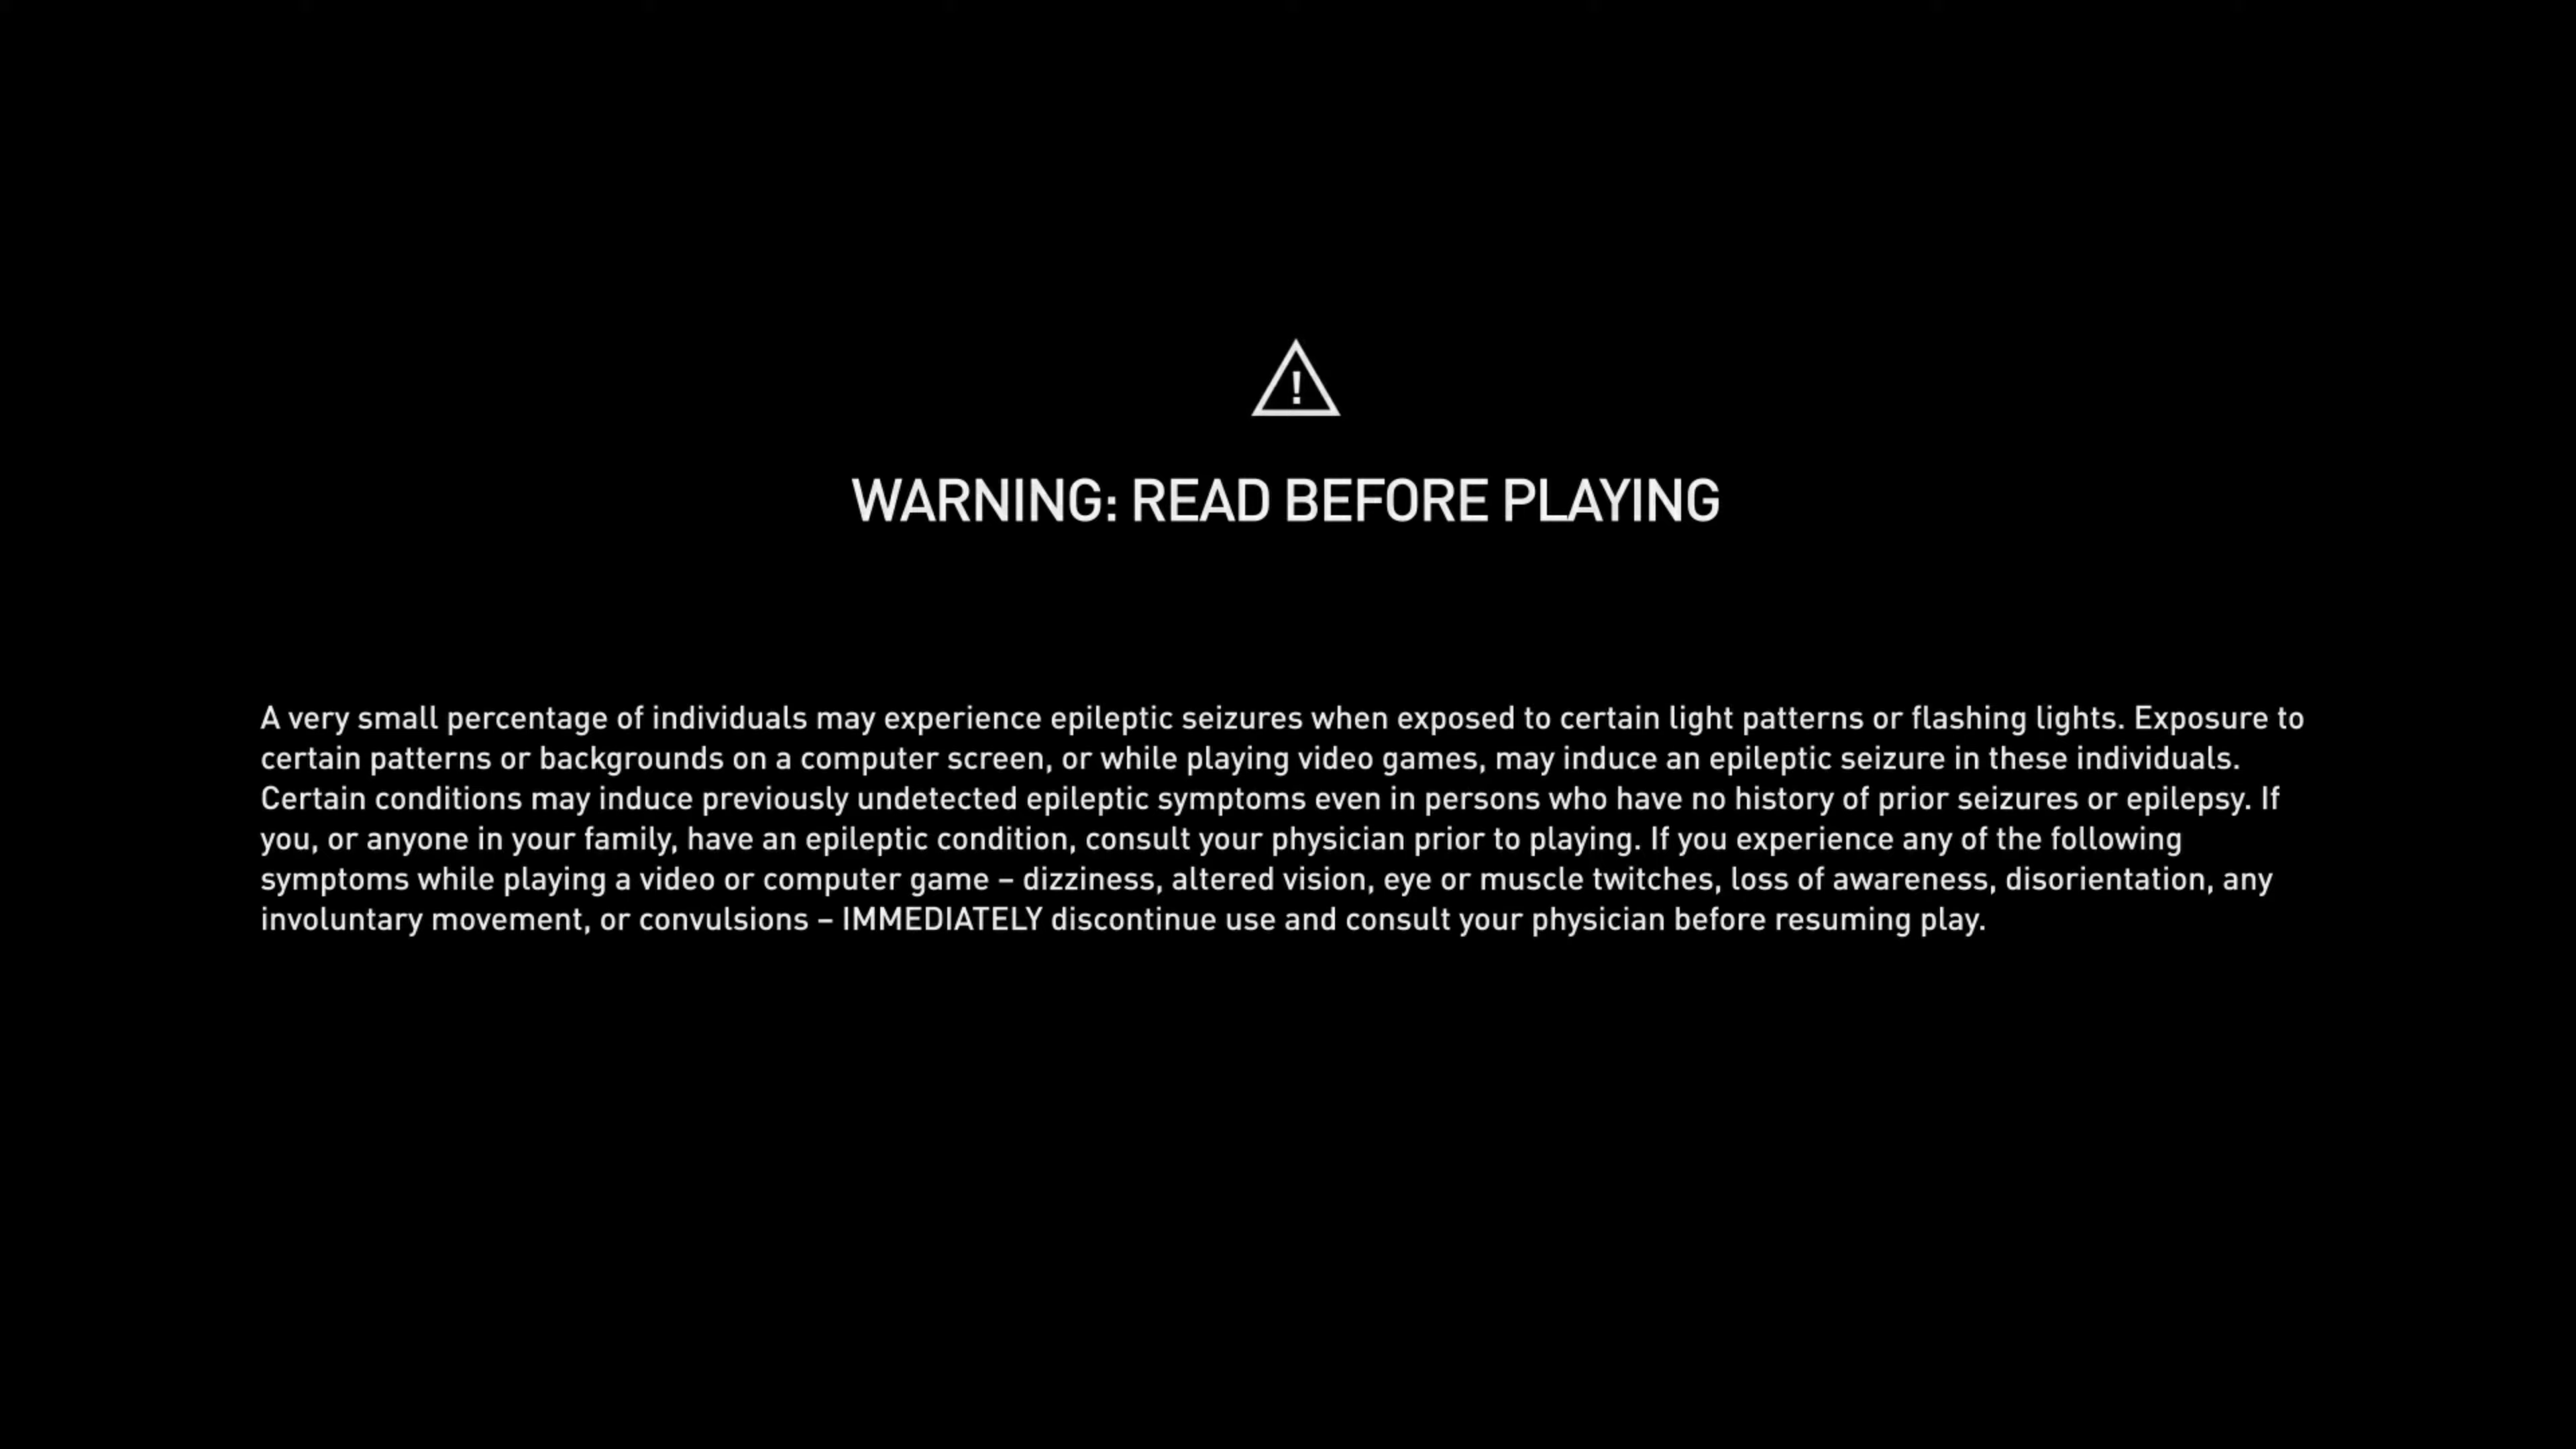 !
WARNING: READ BEFORE PLAYING
A very small percentage of individuals may experience epileptic seizures when exposed to certain light patterns or flashing lights. Exposure to
certain patterns or backgrounds on a computer screen, or while playing video games, may induce an epileptic seizure in these individuals.
Certain conditions may induce previously undetected epileptic symptoms even in persons who have no history of prior seizures or epilepsy. If
you, or anyone in your family, have an epileptic condition, consult your physician prior to playing. If you experience any of the following
symptoms while playing a video or computer game – dizziness, altered vision, eye or muscle twitches, loss of awareness, disorientation, any
involuntary movement, or convulsions – IMMEDIATELY discontinue use and consult your physician before resuming play.